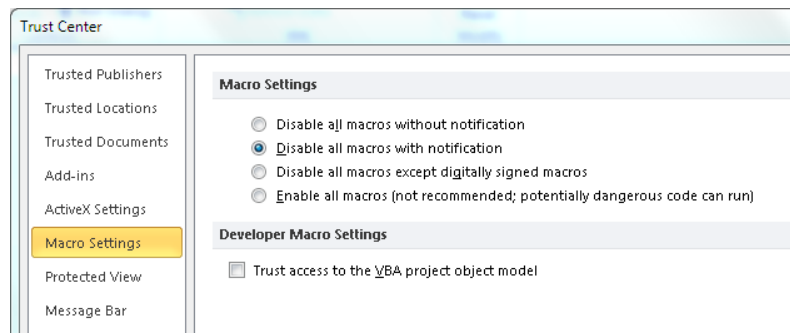 Trust Center
Trusted Publishers
Trusted Locations
Trusted Documents
Add-ins
ActiveX Settings
Macro Settings
Protected View
Message Bar
Macro Settings
Disable all macros without notification
Disable all macros with notification
Disable all macros except digitally signed macros
Enable all macros (not recommended; potentially dangerous code can run)
Developer Macro Settings
Trust access to the VBA project object model